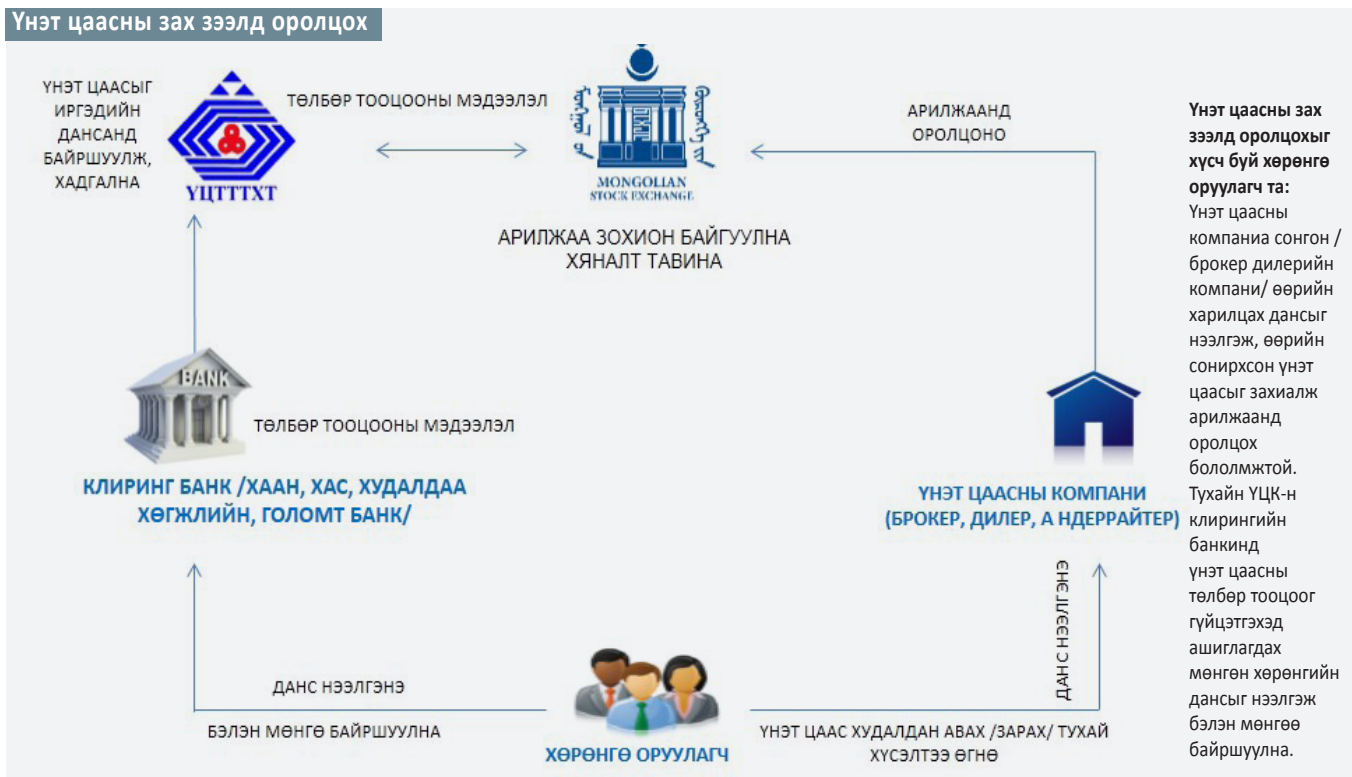 Үнэт цаасны зах зээлд оролцох
ҮНЭТ ЦААСЫГ
ИРГЭДИЙН
ДАНСАНД
БАЙРШУУЛЖ,
ХАДГАЛНА
ҮЦТТТХТ
ТӨЛБӨР ТООЦООНЫ МЭДЭЭЛЭЛ
MONGOLIAN
STOCK EXCHANGE
АРИЛЖАА ЗОХИОН БАЙГУУЛНА
ХЯНАЛТ ТАВИНА
АРИЛЖААНД
ОРОЛЦОНО
BANK
ТӨЛБӨР ТООЦООНЫ МЭДЭЭЛЭЛ
КЛИРИНГ БАНК /ХААН, ХАС, ХУДАЛДАА
ХӨГЖЛИЙН, ГОЛОМТ БАНК/
ҮНЭТ ЦААСНЫ КОМПАНИ
(БРОКЕР, ДИЛЕР, А НДЕРРАЙТЕР)
ДАНС НЭЭЛГЭНЭ
ДАНС НЭЭЛГЭНЭ
БЭЛЭН МӨНГӨ БАЙРШУУЛНА
ХӨРӨНГӨ ОРУУЛАГЧ
ҮНЭТ ЦААС ХУДАЛДАН АВАХ /ЗАРАХ/ ТУХАЙ
ХҮСЭЛТЭЭ ӨГНӨ
Үнэт цаасны зах
зээлд оролцохыг
хүсч буй хөрөнгө
оруулагч та:
Үнэт цаасны
компаниа сонгон /
брокер дилерийн
компани/ өөрийн
харилцах дансыг
нээлгэж, өөрийн
сонирхсон үнэт
цаасыг захиалж
арилжаанд
оролцох
бололмжтой.
Тухайн ҮЦК-н
клирингийн
банкинд
үнэт цаасны
төлбөр тооцоог
гүйцэтгэхэд
ашиглагдах
мөнгөн хөрөнгийн
дансыг нээлгэж
бэлэн мөнгөө
байршуулна.